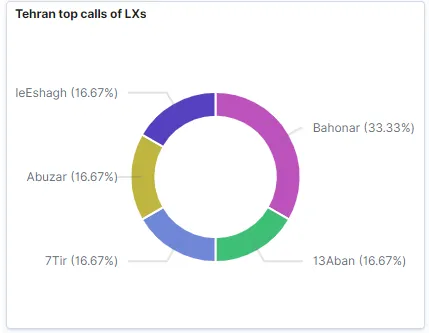 Tehran top calls of LXs
leEshagh (16.67%)
Bahonar (33.33%)
Abuzar (16.67%)
7Tir (16.67%)
13Aban (16.67%)